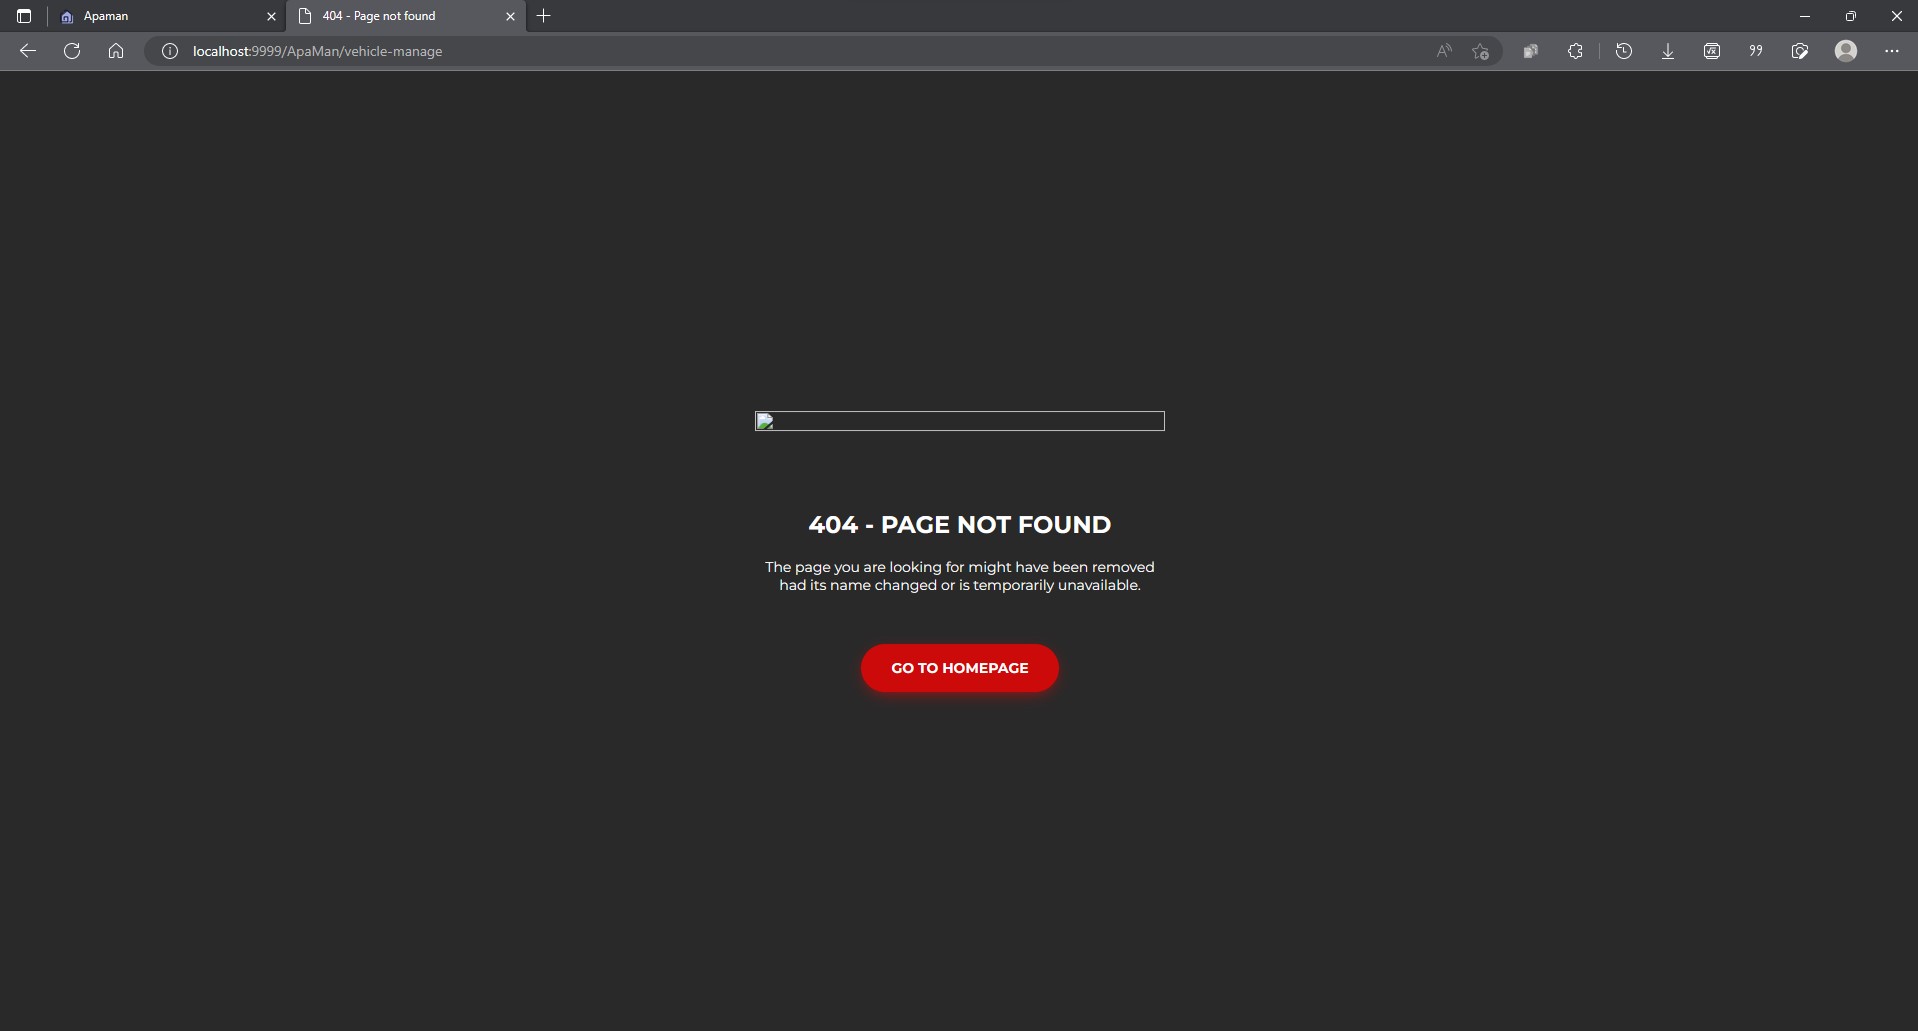 Apaman
404 - Page not found
localhost:9999/ApaMan/vehicle-manage
404 - PAGE NOT FOUND
The page you are looking for might have been removed
had its name changed or is temporarily unavailable.
GO TO HOMEPAGE